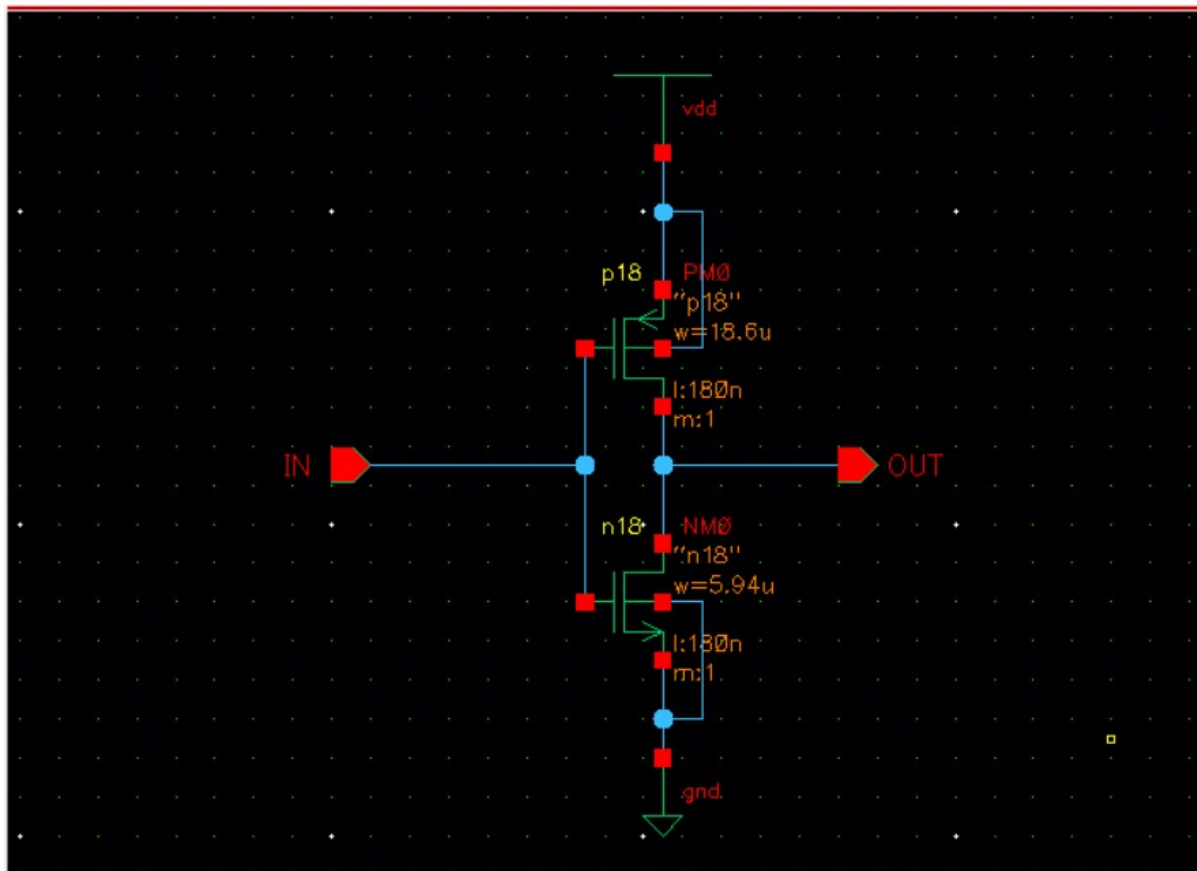 vdd
p18 PM0
"p18"
w=18.6u
l:180n
m:1
IN
OUT
n18 NM0
"n18"
w=5.94u
l:180n
m:1
gnd